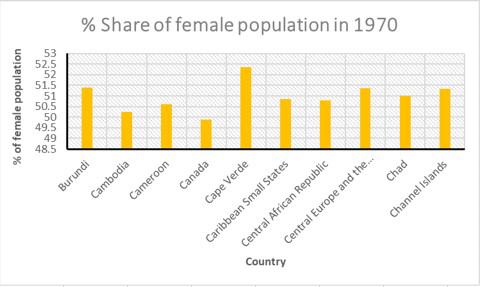 % Share of female population in 1970
% of female population
53
52.5
52
51.5
51
50.5
50
49.5
49
48.5
Burundi
Cambodia
Cameroon
Canada
Cape Verde
Caribbean Small States
Central African Republic
Central Europe and the...
Chad
Channel Islands
Country